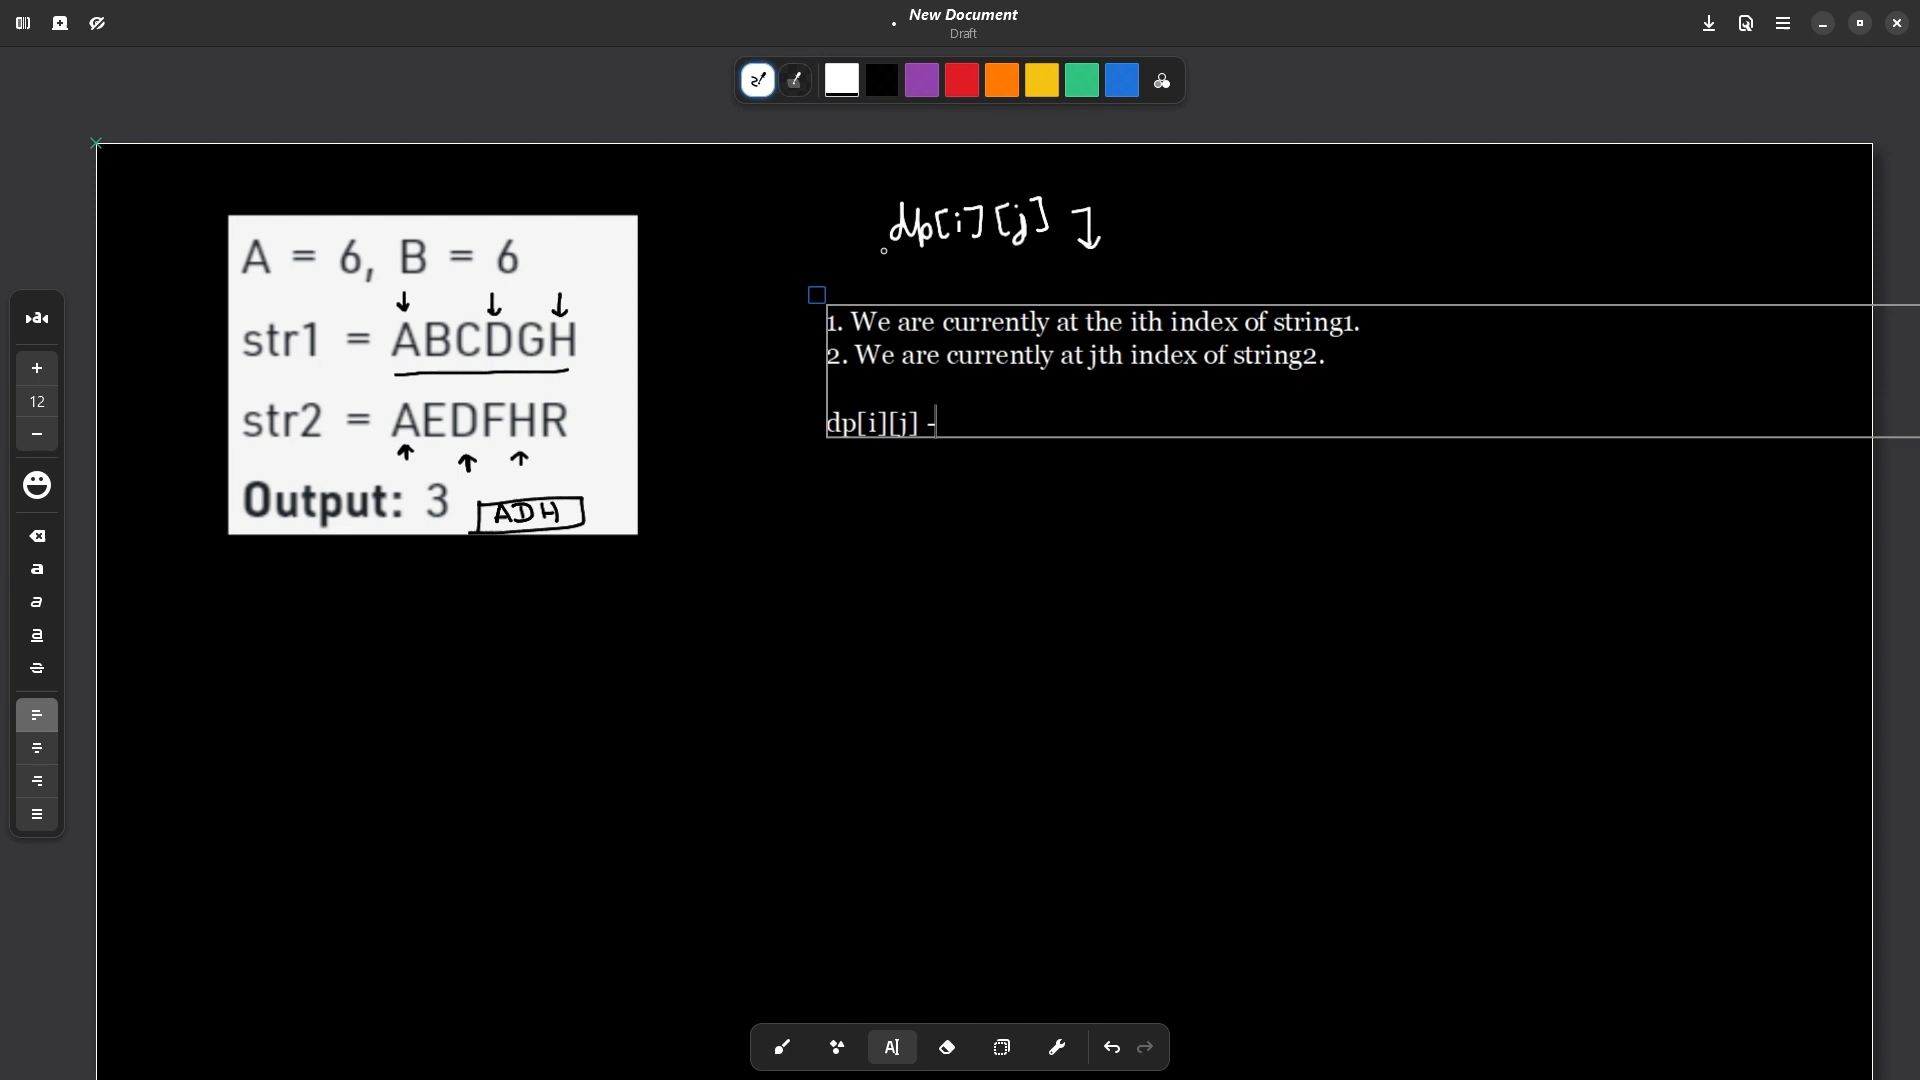 New Document
Draft
A = 6, B = 6
str1 = ABCDGH
str2 = AEDFHR
Output: 3 ADH
dp[i][j]
1. We are currently at the ith index of string1.
2. We are currently at jth index of string2.
dp[i][j] -
12